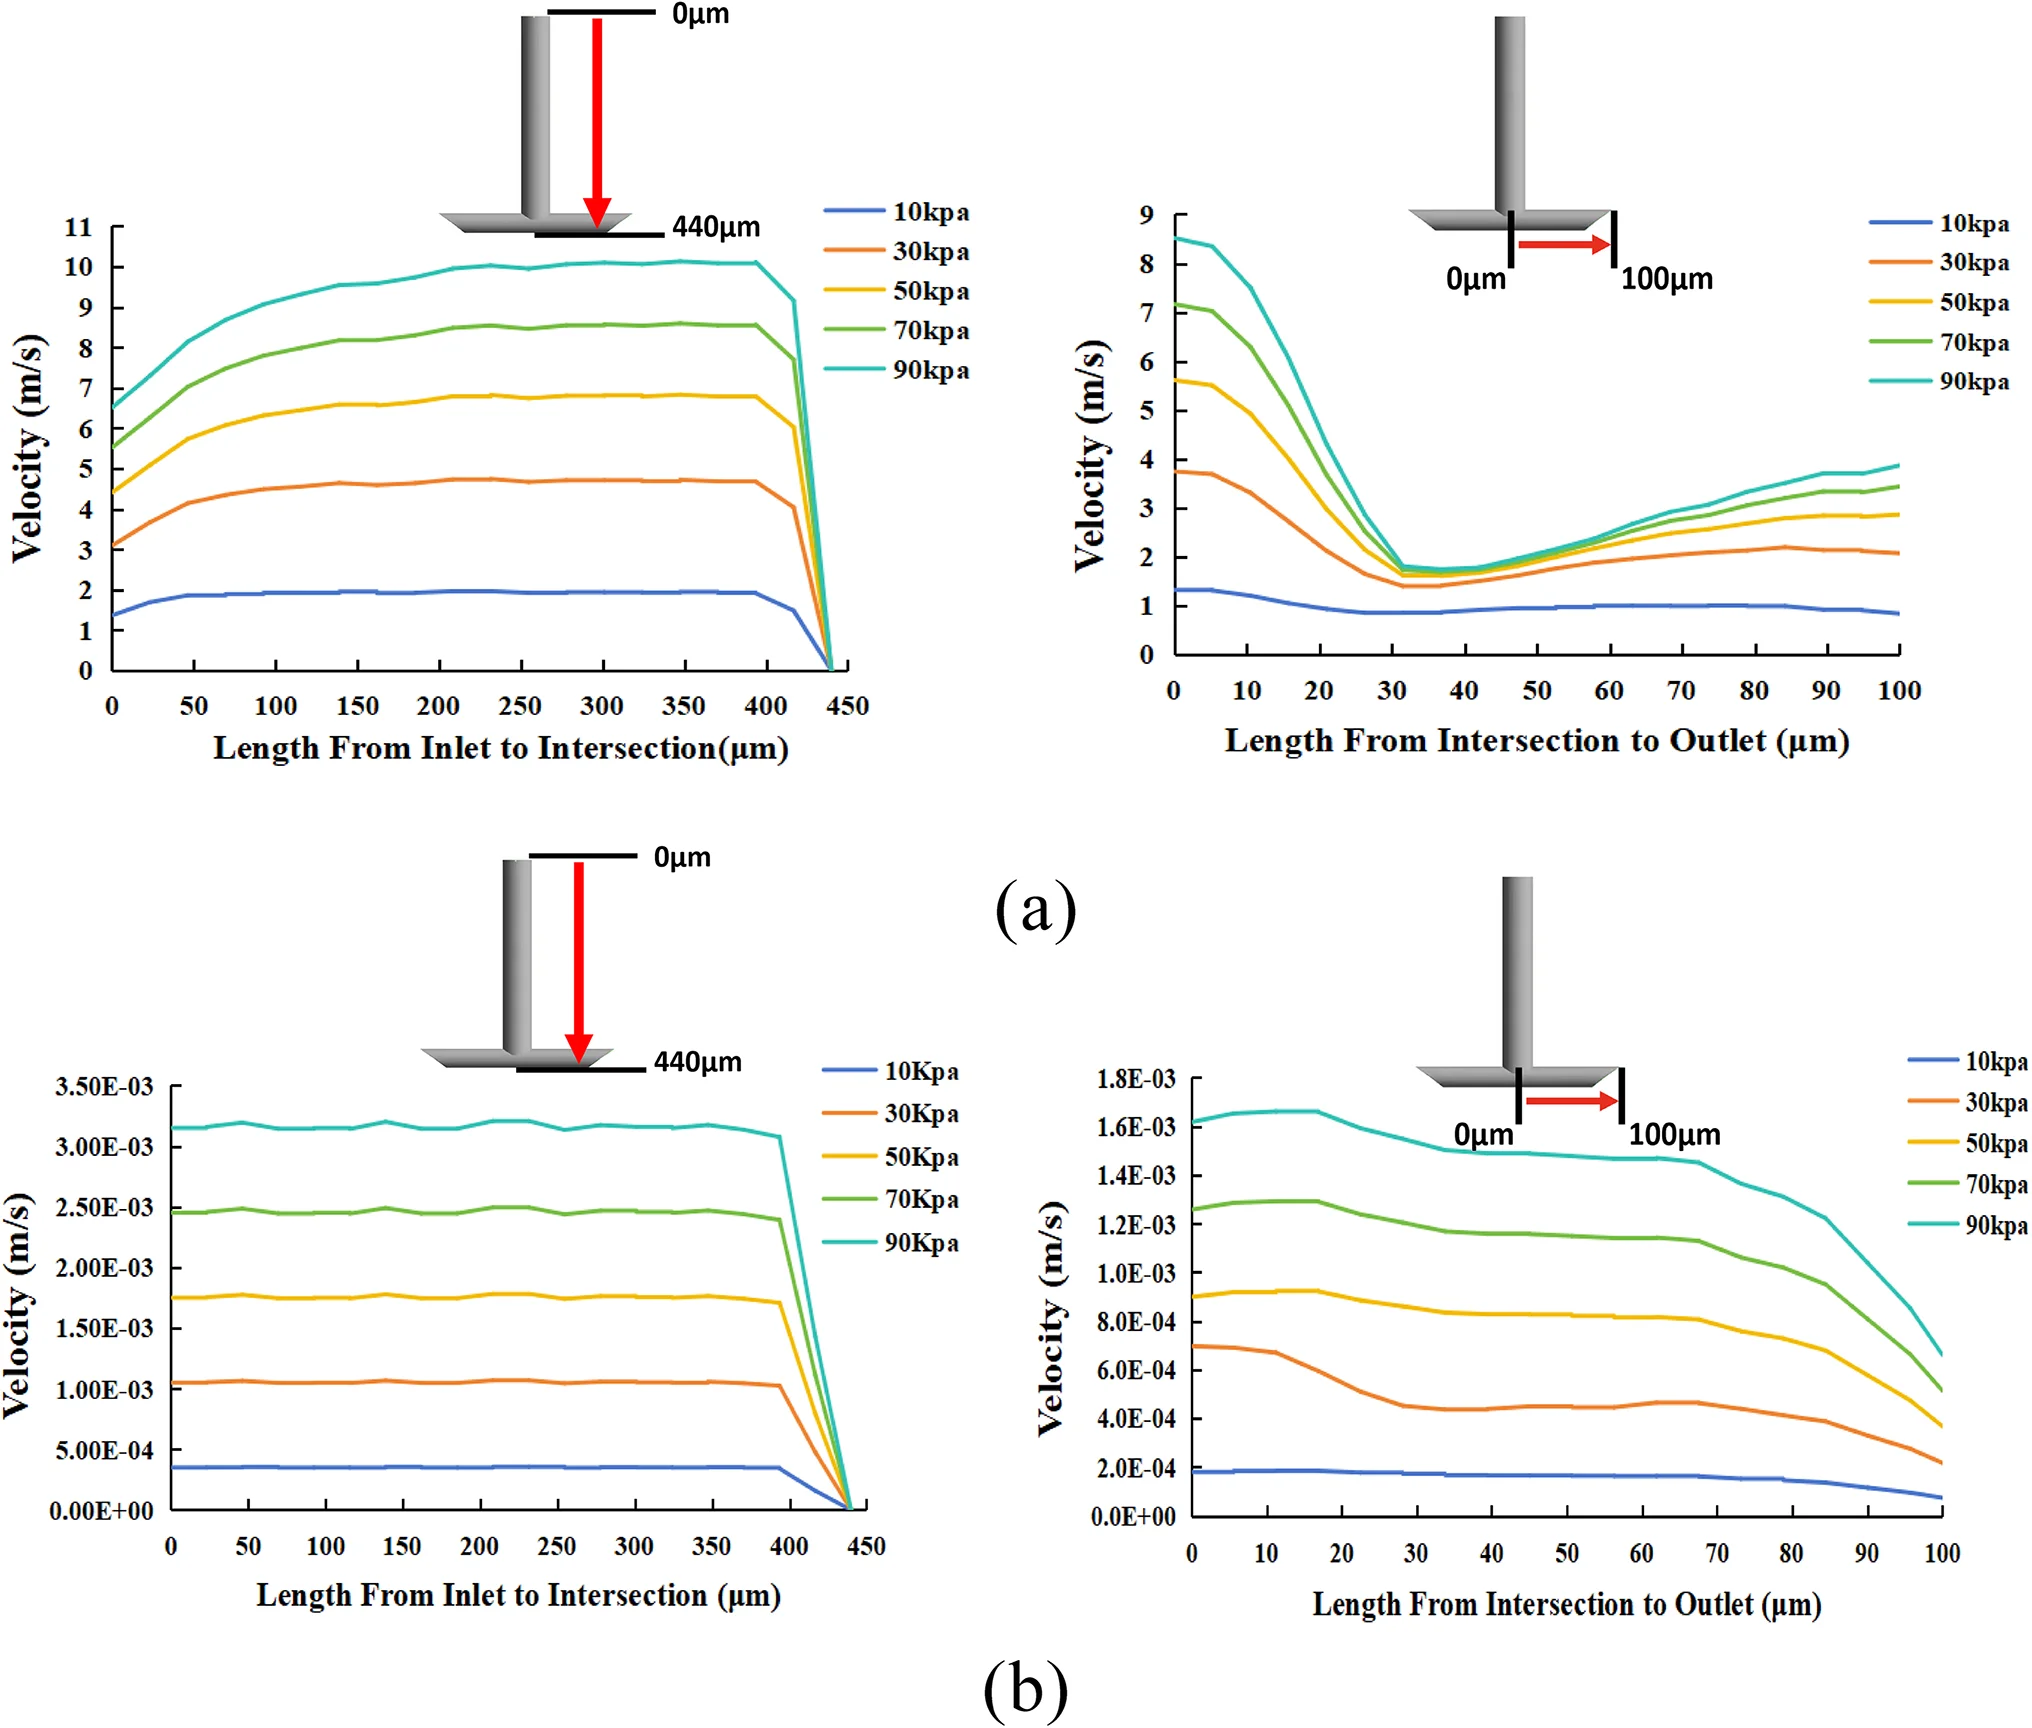 0µm
440µm
10kpa
30kpa
50kpa
70kpa
90kpa
11
10
9
8
7
6
5
4
3
2
1
0
Velocity (m/s)
0 50 100 150 200 250 300 350 400 450
Length From Inlet to Intersection(µm)
0µm 100µm
10kpa
30kpa
50kpa
70kpa
90kpa
9
8
7
6
5
4
3
2
1
0
Velocity (m/s)
0 10 20 30 40 50 60 70 80 90 100
Length From Intersection to Outlet (µm)
(a)
0µm
440µm
10Kpa
30Kpa
50Kpa
70Kpa
90Kpa
3.50E-03
3.00E-03
2.50E-03
2.00E-03
1.50E-03
1.00E-03
5.00E-04
0.00E+00
Velocity (m/s)
0 50 100 150 200 250 300 350 400 450
Length From Inlet to Intersection (µm)
0µm 100µm
10kpa
30kpa
50kpa
70kpa
90kpa
1.8E-03
1.6E-03
1.4E-03
1.2E-03
1.0E-03
8.0E-04
6.0E-04
4.0E-04
2.0E-04
0.0E+00
Velocity (m/s)
0 10 20 30 40 50 60 70 80 90 100
Length From Intersection to Outlet (µm)
(b)